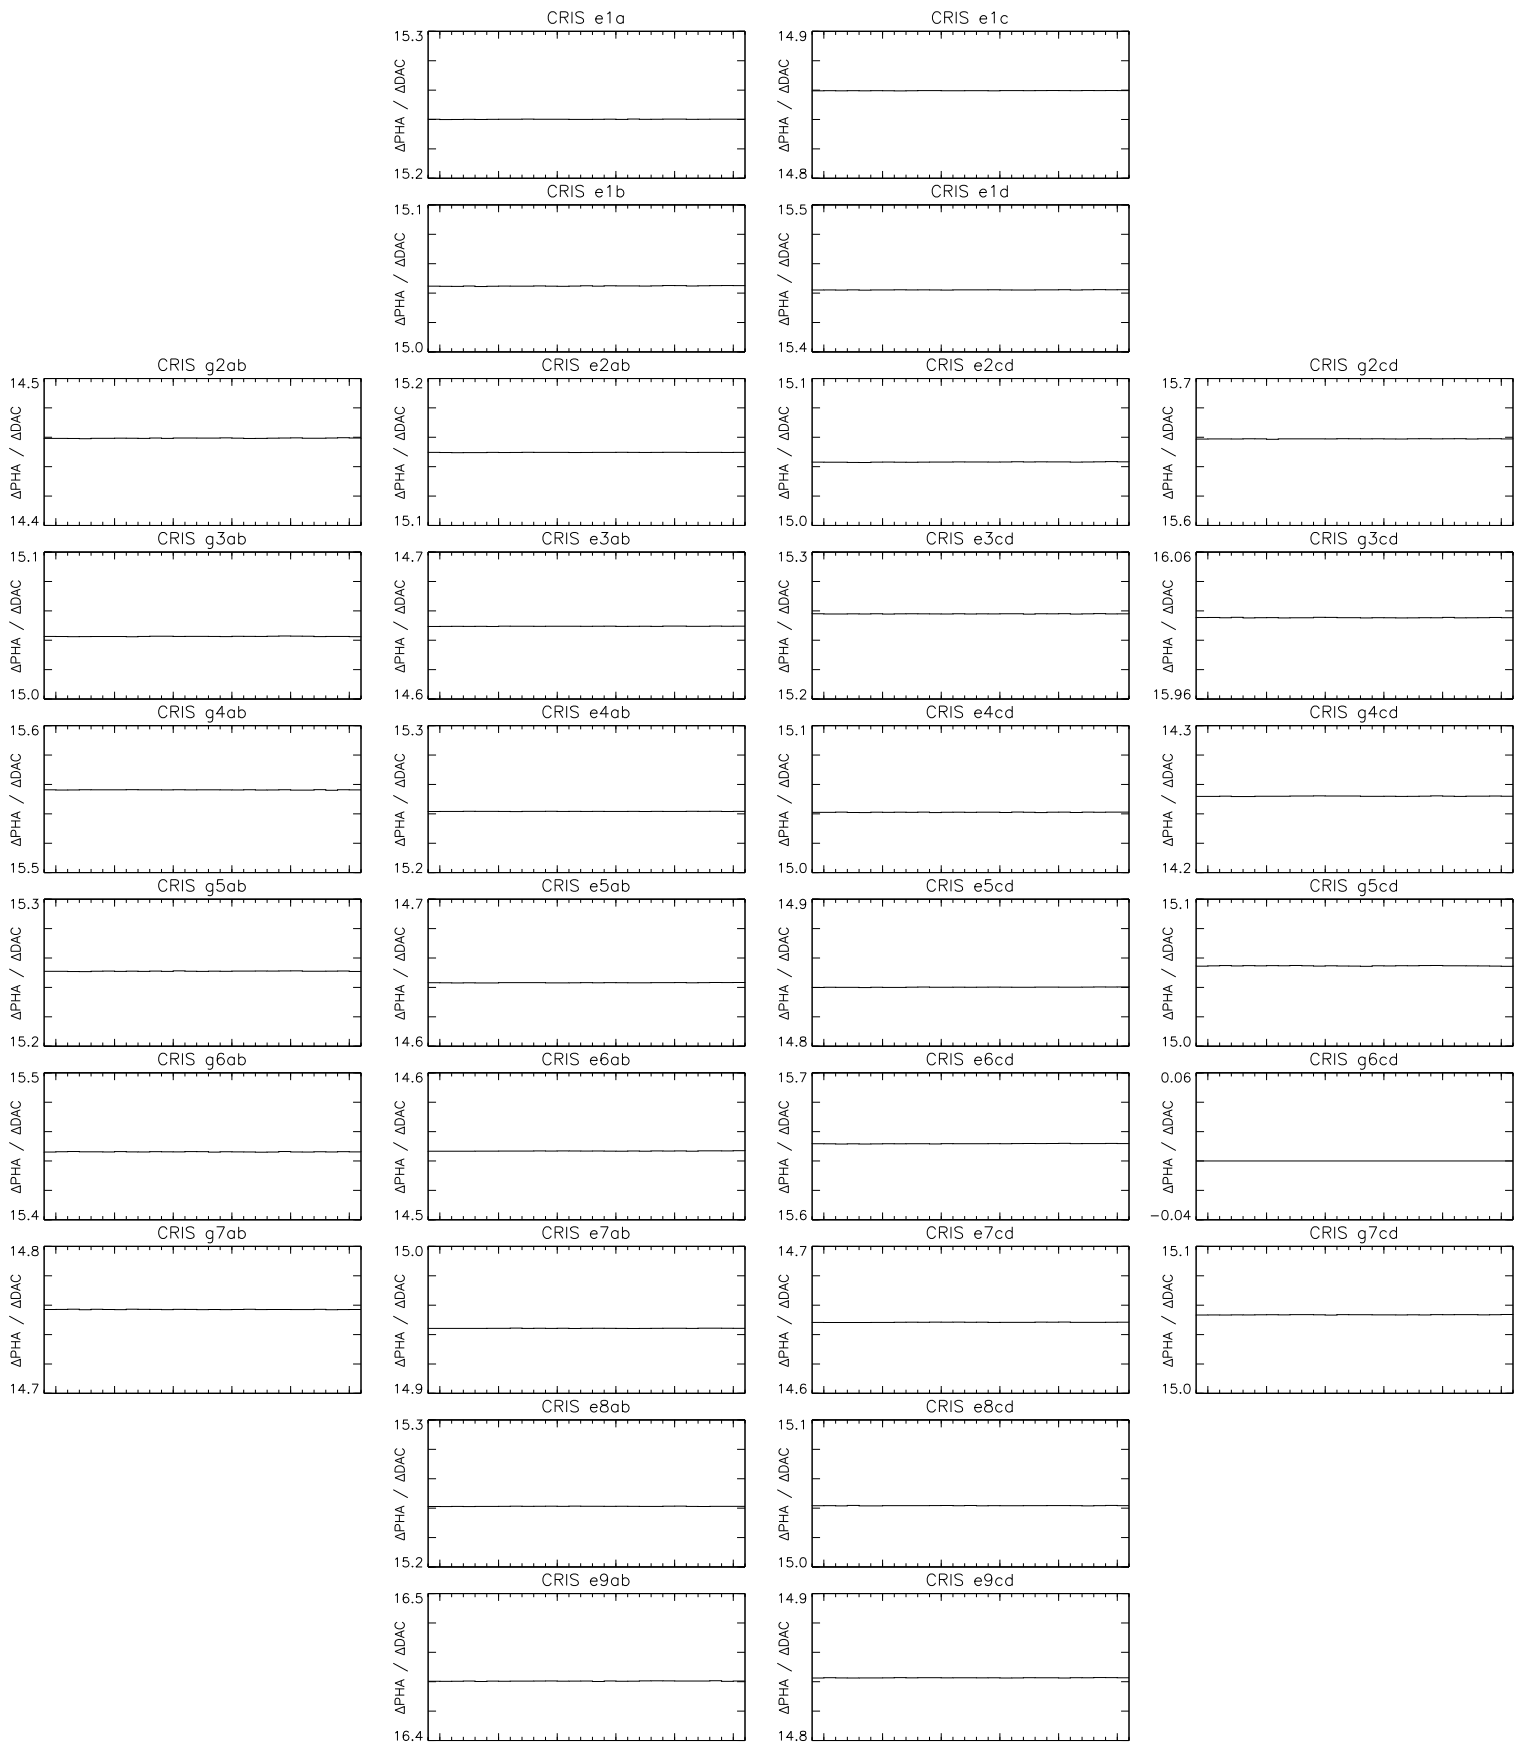 CRIS e1a
15.3
ΔPHA / ΔDAC
15.2
CRIS e1c
14.9
ΔPHA / ΔDAC
14.8
CRIS e1b
15.1
ΔPHA / ΔDAC
15.0
CRIS e1d
15.5
ΔPHA / ΔDAC
15.4
CRIS g2ab
14.5
ΔPHA / ΔDAC
14.4
CRIS e2ab
15.2
ΔPHA / ΔDAC
15.1
CRIS e2cd
15.1
ΔPHA / ΔDAC
15.0
CRIS g2cd
15.7
ΔPHA / ΔDAC
15.6
CRIS g3ab
15.1
ΔPHA / ΔDAC
15.0
CRIS e3ab
14.7
ΔPHA / ΔDAC
14.6
CRIS e3cd
15.3
ΔPHA / ΔDAC
15.2
CRIS g3cd
16.06
ΔPHA / ΔDAC
15.96
CRIS g4ab
15.6
ΔPHA / ΔDAC
15.5
CRIS e4ab
15.3
ΔPHA / ΔDAC
15.2
CRIS e4cd
15.1
ΔPHA / ΔDAC
15.0
CRIS g4cd
14.3
ΔPHA / ΔDAC
14.2
CRIS g5ab
15.3
ΔPHA / ΔDAC
15.2
CRIS e5ab
14.7
ΔPHA / ΔDAC
14.6
CRIS e5cd
14.9
ΔPHA / ΔDAC
14.8
CRIS g5cd
15.1
ΔPHA / ΔDAC
15.0
CRIS g6ab
15.5
ΔPHA / ΔDAC
15.4
CRIS e6ab
14.6
ΔPHA / ΔDAC
14.5
CRIS e6cd
15.7
ΔPHA / ΔDAC
15.6
CRIS g6cd
0.06
ΔPHA / ΔDAC
−0.04
CRIS g7ab
14.8
ΔPHA / ΔDAC
14.7
CRIS e7ab
15.0
ΔPHA / ΔDAC
14.9
CRIS e7cd
14.7
ΔPHA / ΔDAC
14.6
CRIS g7cd
15.1
ΔPHA / ΔDAC
15.0
CRIS e8ab
15.3
ΔPHA / ΔDAC
15.2
CRIS e8cd
15.1
ΔPHA / ΔDAC
15.0
CRIS e9ab
16.5
ΔPHA / ΔDAC
16.4
CRIS e9cd
14.9
ΔPHA / ΔDAC
14.8